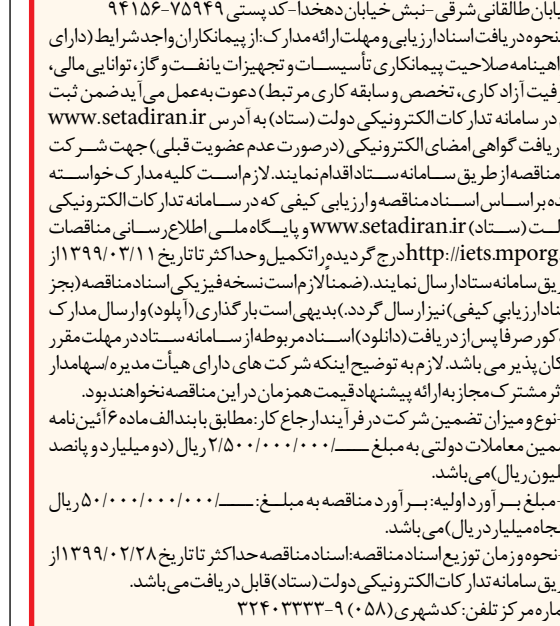 یابان طالقانی شرقی - نبش خیابان دهخدا- کد پستی ۷۵۹۴۹-۹۴۱۵۶
نحوه دریافت اسناد ارزیابی و مهلت ارائه مدارک: از پیمانکاران واجد شرایط (دارای
اهینامه صلاحیت پیمانکاری تأسیسات و تجهیزات یا نفت و گاز، توانایی مالی،
رفیت آزاد کاری، تخصص و سابقه کاری مرتبط) دعوت به عمل می آید ضمن ثبت
در سامانه تدارکات الکترونیکی دولت (ستاد) به آدرس www.setadiran.ir
ریافت گواهی امضای الکترونیکی (در صورت عدم عضویت قبلی) جهت شرکت
مناقصه از طریق سامانه ستاد اقدام نمایند. لازم است کلیه مدارک خواسته
ده براساس اسناد مناقصه و ارزیابی کیفی که در سامانه تدارکات الکترونیکی
لت (ستاد) www.setadiran.ir و پایگاه ملی اطلاع رسانی مناقصات
http://iets.mporg درج گردیده را تکمیل و حداکثر تا تاریخ ۱۳۹۹/۰۳/۱۱ از
یق سامانه ستاد ارسال نمایند. (ضمناً لازم است نسخه فیزیکی اسناد مناقصه (بجز
ناد ارزیابی کیفی) نیز ارسال گردد.) بدیهی است بارگذاری (آپلود) و ارسال مدارک
کور صرفاً پس از دریافت (دانلود) اسناد مربوطه از سامانه ستاد در مهلت مقرر
کان پذیر می باشد. لازم به توضیح اینکه شرکت های دارای هیأت مدیره/سهامدار
ثر مشترک مجاز به ارائه پیشنهاد قیمت همزمان در این مناقصه نخواهند بود.
-نوع و میزان تضمین شرکت در فرآیند ارجاع کار: مطابق با بند الف ماده ۶ آئین نامه
مین معاملات دولتی به مبلغ ــــ/۲/۵۰۰/۰۰۰/۰۰۰ ریال (دو میلیارد و پانصد
لیون ریال) می باشد.
-مبلغ برآورد اولیه: برآورد مناقصه به مبلغ: ــــ/۵۰/۰۰۰/۰۰۰/۰۰۰ ریال
جاه میلیارد ریال) می باشد.
-نحوه و زمان توزیع اسناد مناقصه: اسناد مناقصه حداکثر تا تاریخ ۱۳۹۹/۰۲/۲۸ از
یق سامانه تدارکات الکترونیکی دولت (ستاد) قابل دریافت می باشد.
ماره مرکز تلفن: کد شهری (۰۵۸) ۹-۳۲۴۰۳۳۳۳